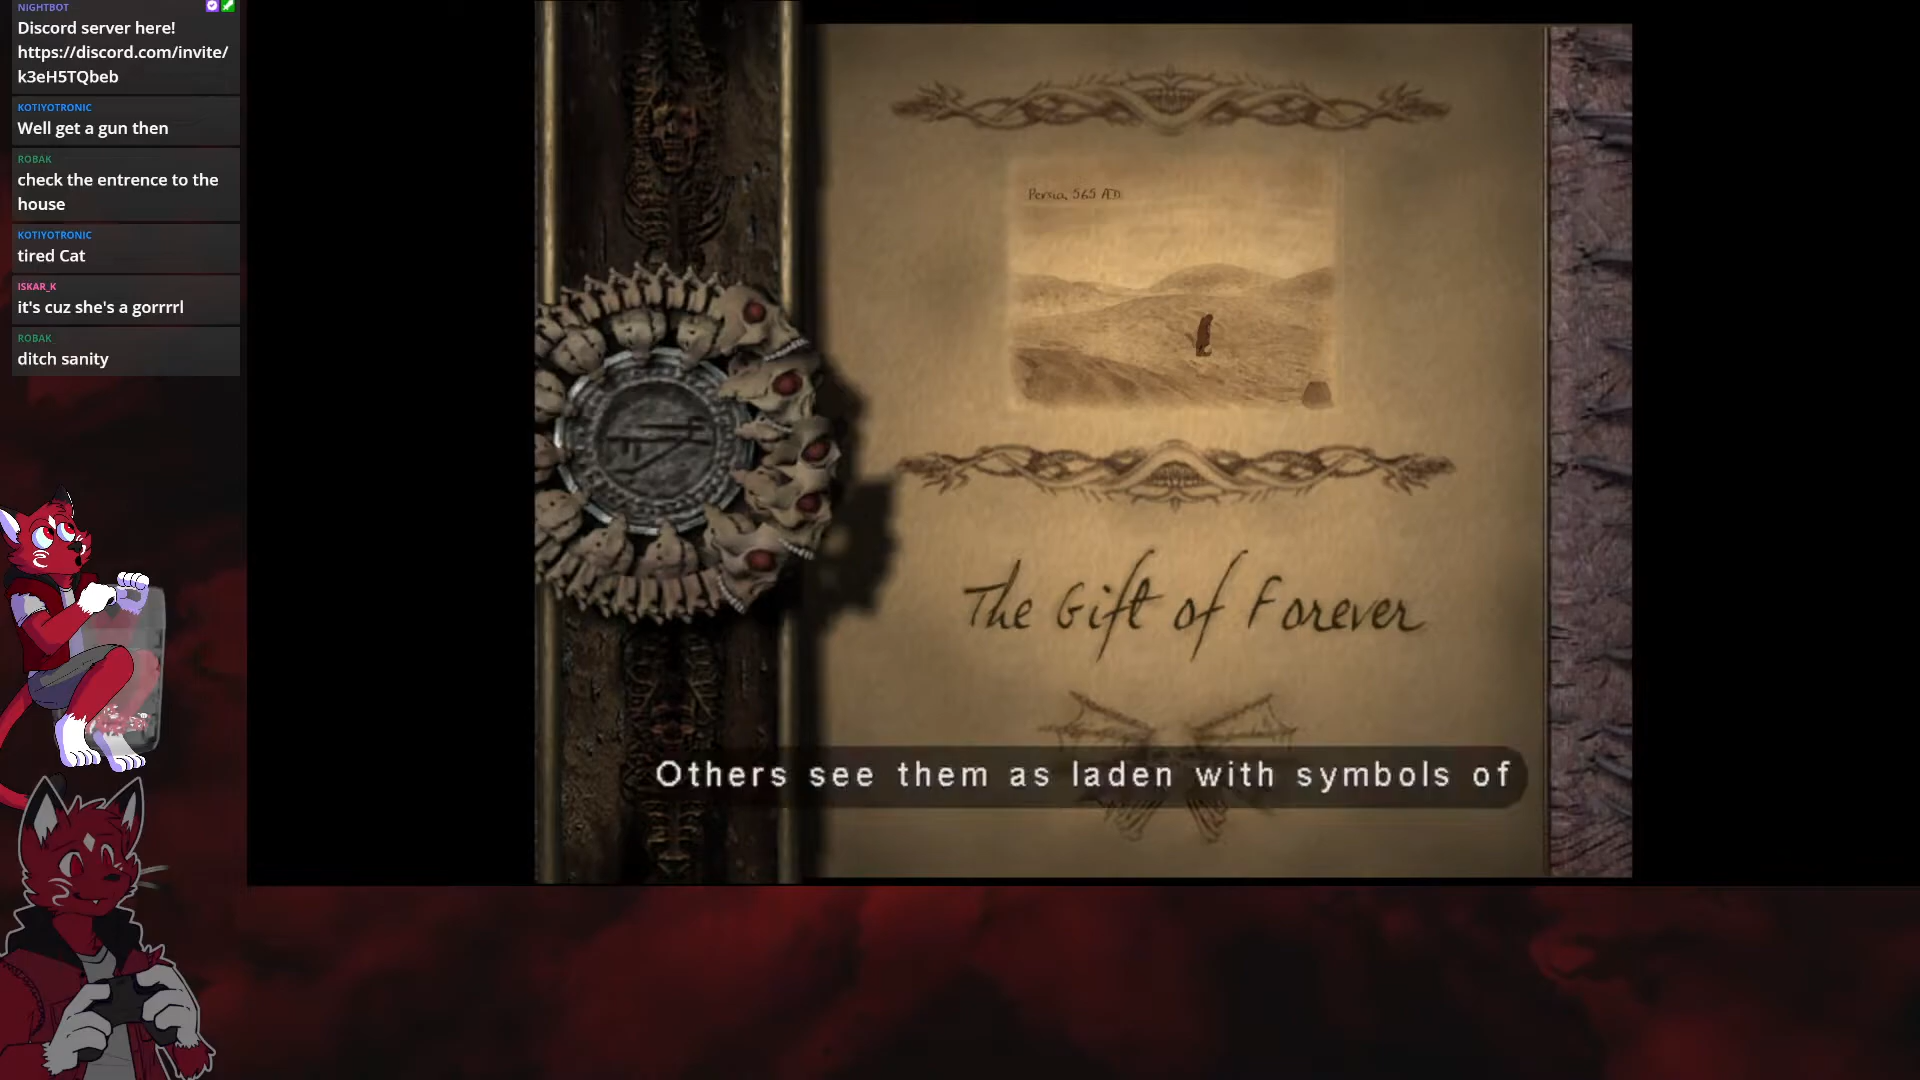 NIGHTBOT
Discord server here!
https://discord.com/invite/
k3eH5TQbeb
KOTIYOTRONIC
Well get a gun then
ROBAK
check the entrence to the
house
KOTIYOTRONIC
tired Cat
ISKAR_K
it's cuz she's a gorrrrl
ROBAK
ditch sanity
Persia, 565 A.D.
The Gift of Forever
Others see them as laden with symbols of